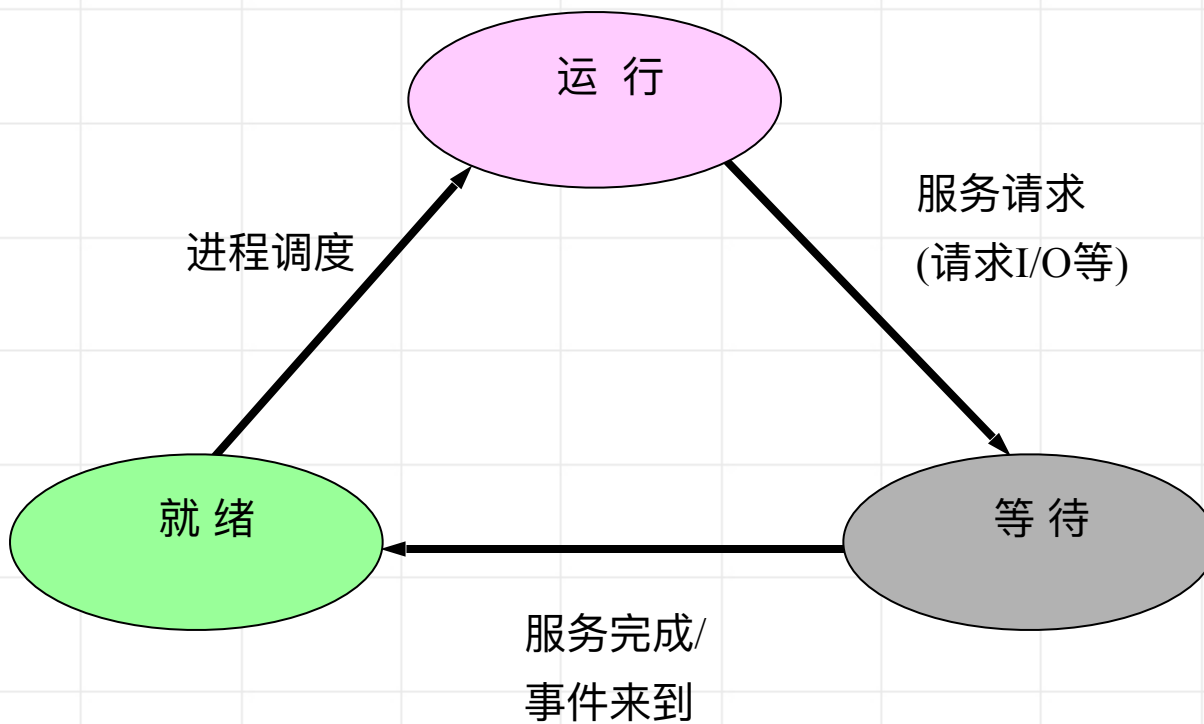 运 行
服务请求
(请求I/O等)
进程调度
就 绪
等 待
服务完成/
事件来到